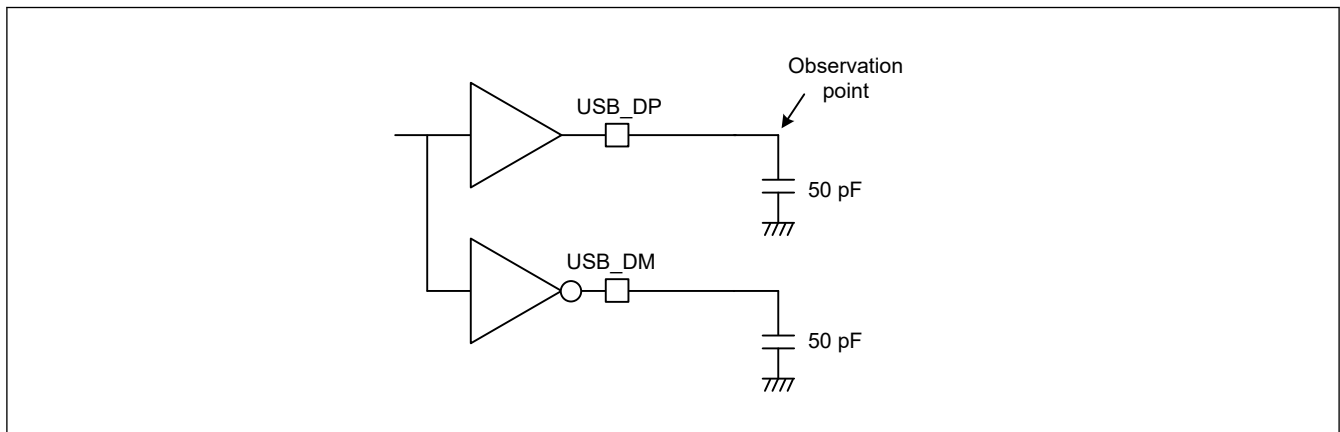 Observation
point
USB_DP
50 pF
USB_DM
50 pF